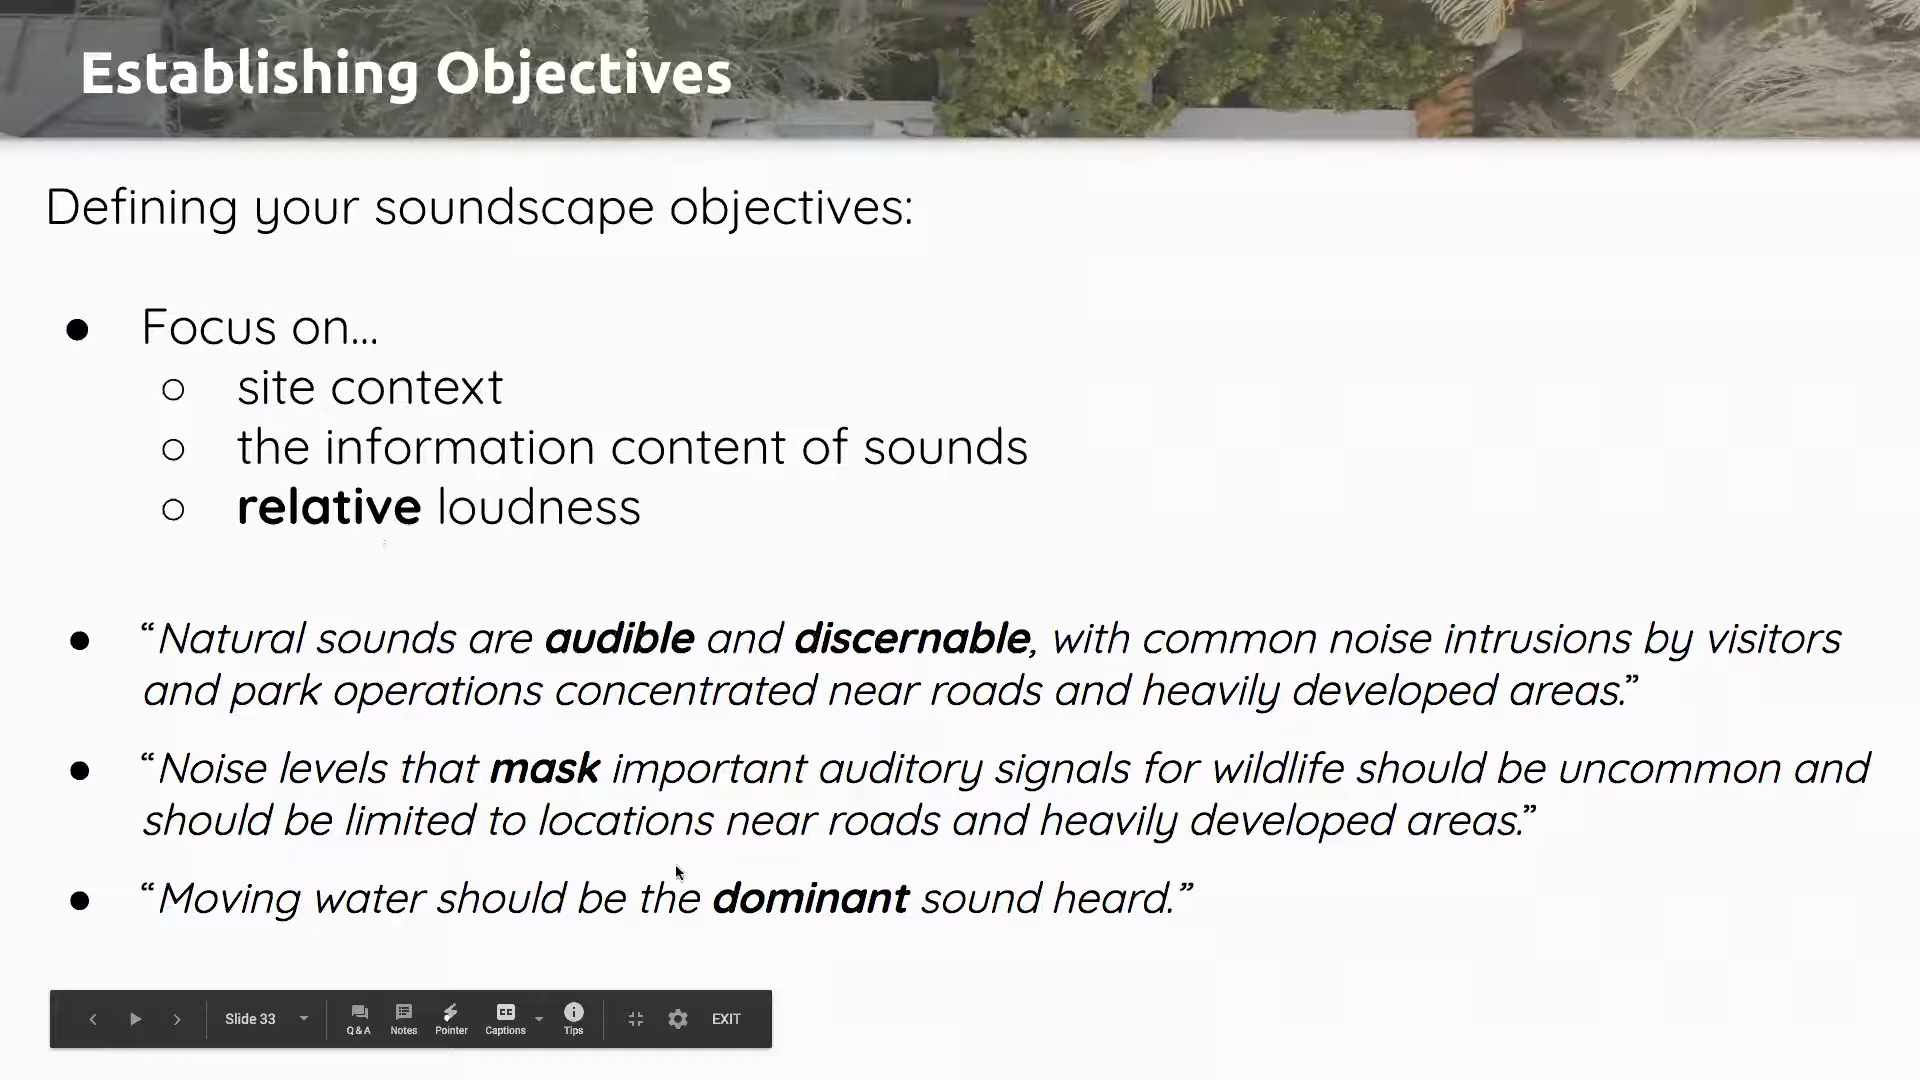 Establishing Objectives
Defining your soundscape objectives:
● Focus on...
○ site context
○ the information content of sounds
○ relative loudness
● “Natural sounds are audible and discernable, with common noise intrusions by visitors
and park operations concentrated near roads and heavily developed areas.”
● “Noise levels that mask important auditory signals for wildlife should be uncommon and
should be limited to locations near roads and heavily developed areas.”
● “Moving water should be the dominant sound heard.”
Slide 33 Q&A Notes Pointer CC Captions Tips EXIT